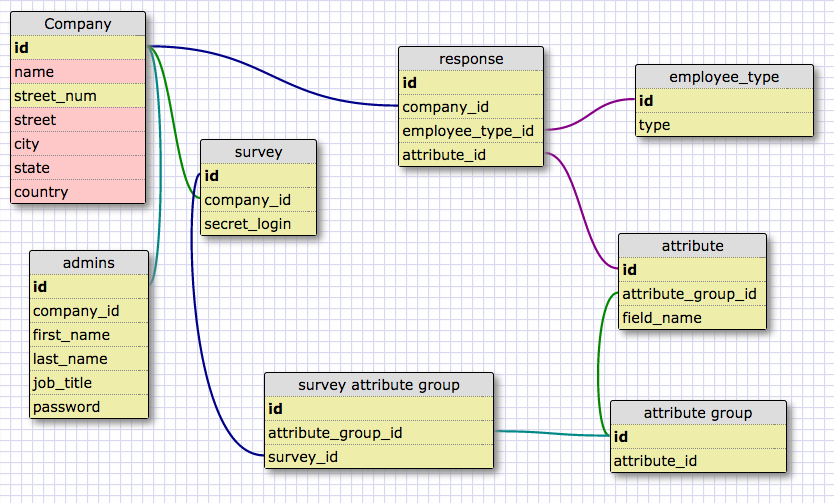 Company
id
name
street_num
street
city
state
country
response
id
company_id
employee_type_id
attribute_id
employee_type
id
type
survey
id
company_id
secret_login
admins
id
company_id
first_name
last_name
job_title
password
attribute
id
attribute_group_id
field_name
survey attribute group
id
attribute_group_id
survey_id
attribute group
id
attribute_id